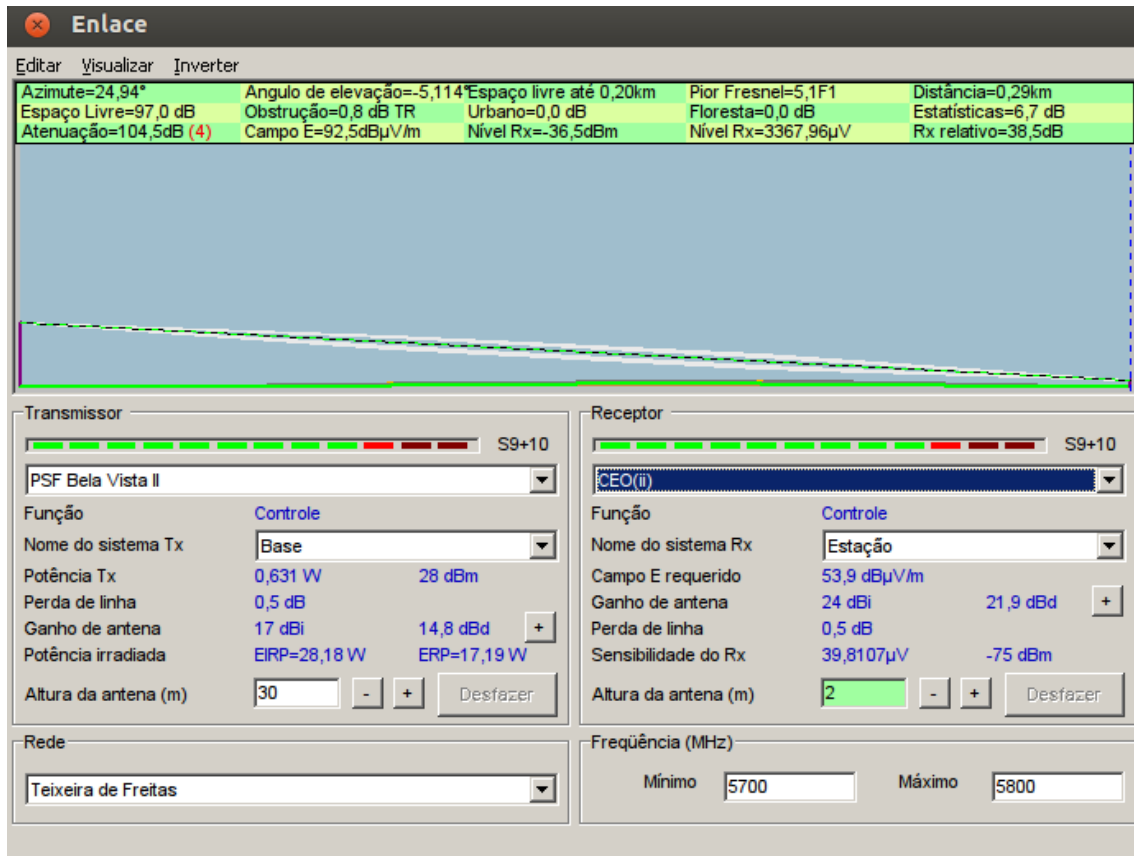 Enlace
Editar Visualizar Inverter
Azimute=24,94° Angulo de elevação=-5,114° Espaço livre até 0,20km Pior Fresnel=5,1F1 Distância=0,29km
Espaço Livre=97,0 dB Obstrução=0,8 dB TR Urbano=0,0 dB Floresta=0,0 dB Estatísticas=6,7 dB
Atenuação=104,5dB (4) Campo E=92,5dBµV/m Nível Rx=-36,5dBm Nível Rx=3367,96µV Rx relativo=38,5dB
Transmissor
S9+10
PSF Bela Vista II
Função Controle
Nome do sistema Tx Base
Potência Tx 0,631 W 28 dBm
Perda de linha 0,5 dB
Ganho de antena 17 dBi 14,8 dBd +
Potência irradiada EIRP=28,18 W ERP=17,19 W
Altura da antena (m) 30 - + Desfazer
Rede
Teixeira de Freitas
Receptor
S9+10
CEO(ii)
Função Controle
Nome do sistema Rx Estação
Campo E requerido 53,9 dBµV/m
Ganho de antena 24 dBi 21,9 dBd +
Perda de linha 0,5 dB
Sensibilidade do Rx 39,8107µV -75 dBm
Altura da antena (m) 2 - + Desfazer
Freqüência (MHz)
Mínimo 5700 Máximo 5800